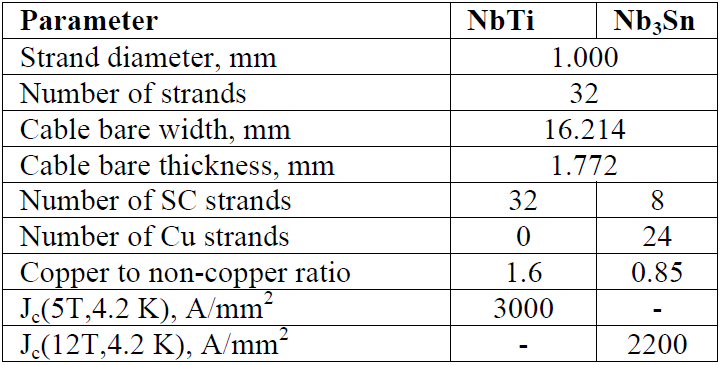 Parameter NbTi Nb₃Sn
Strand diameter, mm 1.000
Number of strands 32
Cable bare width, mm 16.214
Cable bare thickness, mm 1.772
Number of SC strands 32 8
Number of Cu strands 0 24
Copper to non-copper ratio 1.6 0.85
J_c(5T,4.2 K), A/mm² 3000 -
J_c(12T,4.2 K), A/mm² - 2200